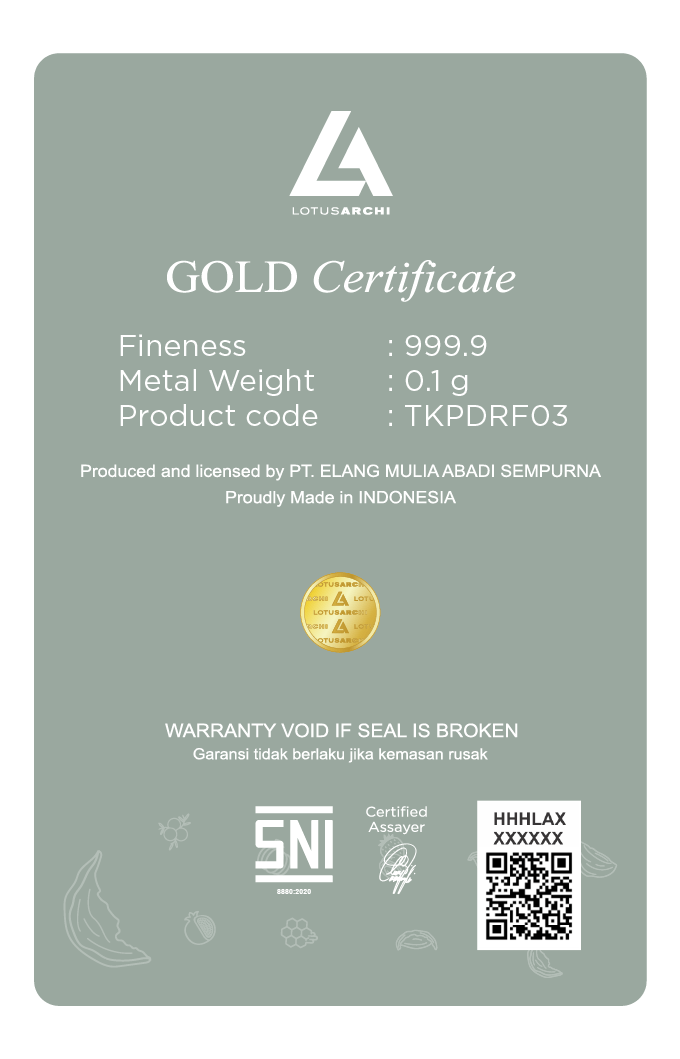 LOTUSARCHI
GOLD Certificate
Fineness : 999.9
Metal Weight : 0.1 g
Product code : TKPDRF03
Produced and licensed by PT. ELANG MULIA ABADI SEMPURNA
Proudly Made in INDONESIA
LOTUSARCHI
LOTUSARCHI
WARRANTY VOID IF SEAL IS BROKEN
Garansi tidak berlaku jika kemasan rusak
SNI
8880:2020
Certified
Assayer
HHHLAX
XXXXXX